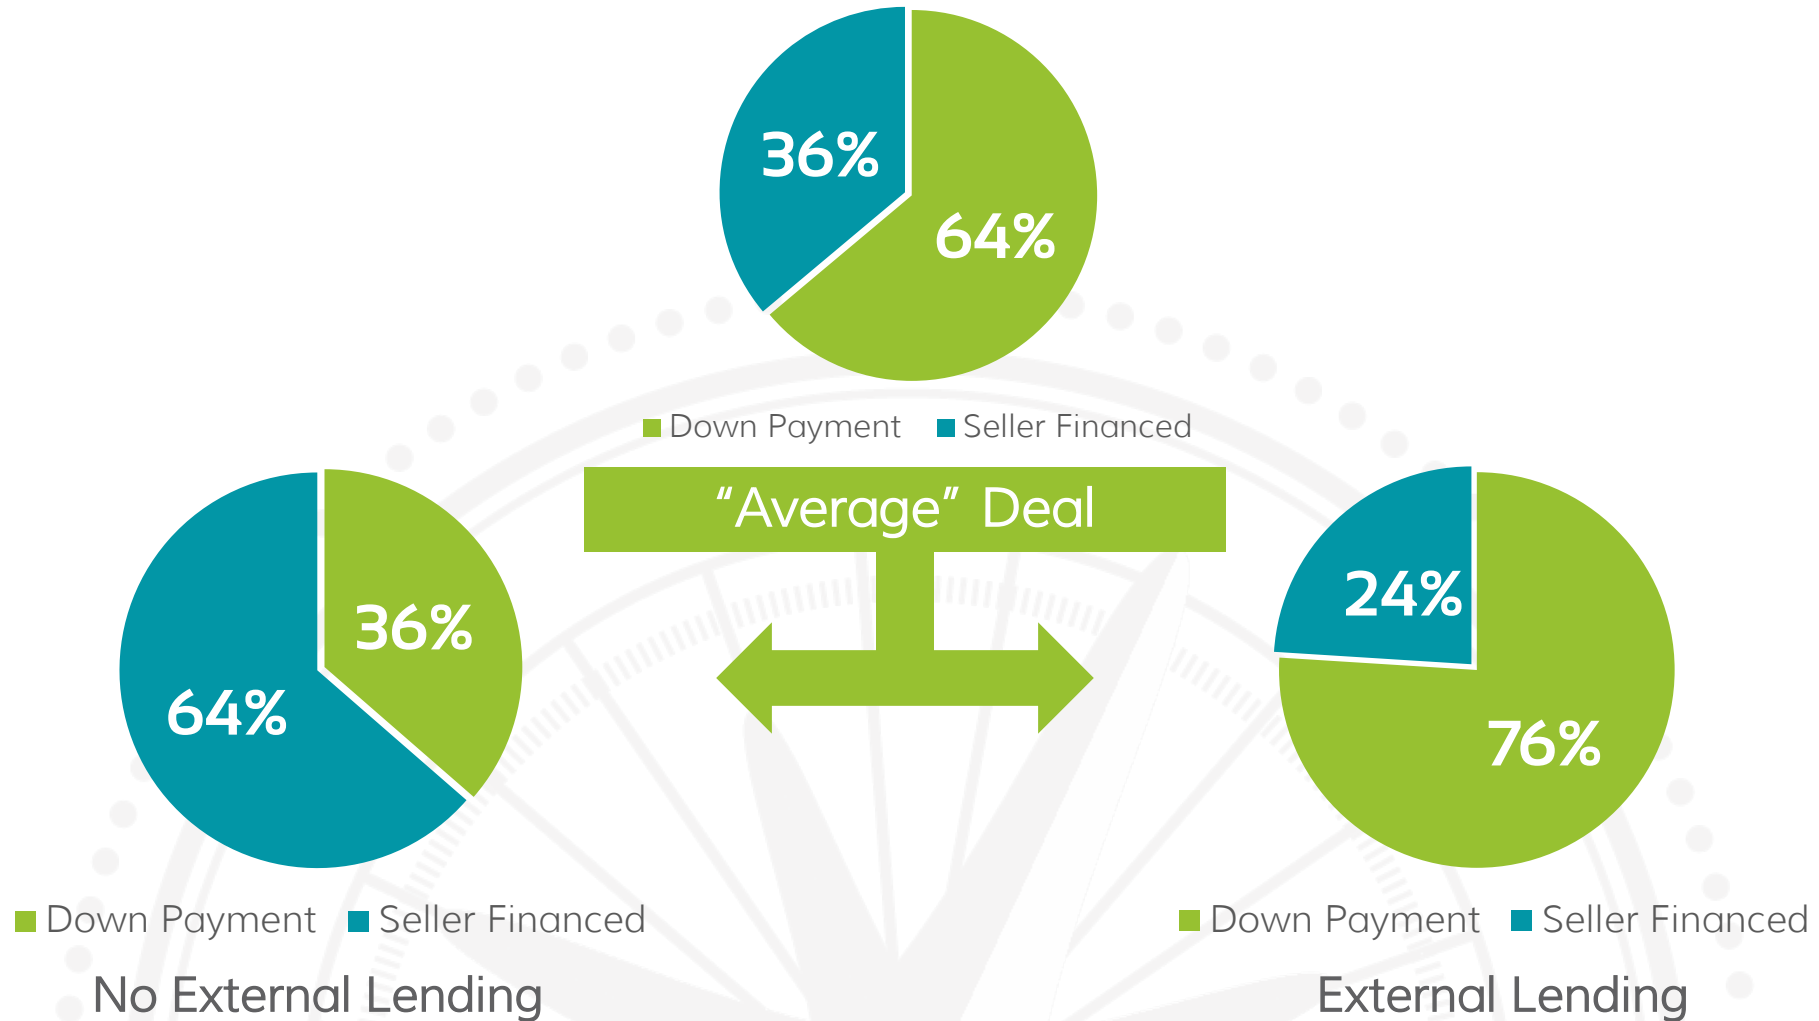 36%
64%
Down Payment Seller Financed
“Average” Deal
36%
64%
Down Payment Seller Financed
No External Lending
24%
76%
Down Payment Seller Financed
External Lending